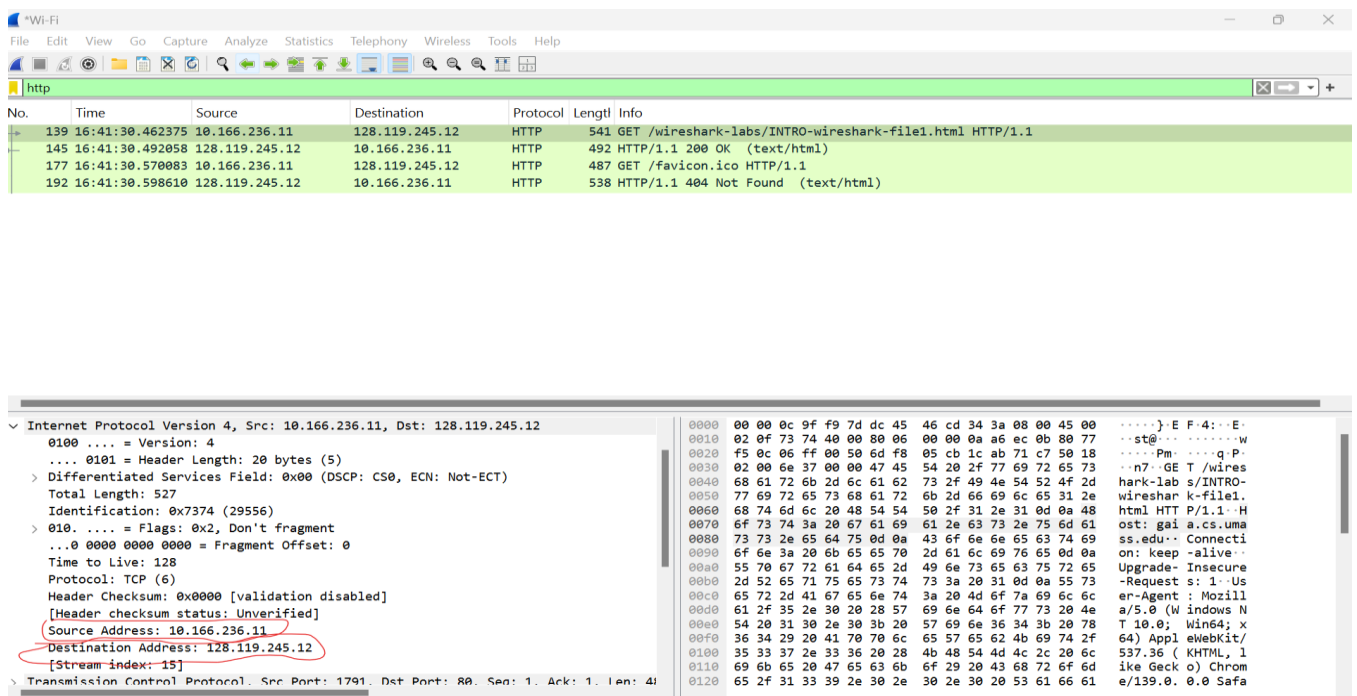 *Wi-Fi
File Edit View Go Capture Analyze Statistics Telephony Wireless Tools Help
http
No. Time Source Destination Protocol Length Info
139 16:41:30.462375 10.166.236.11 128.119.245.12 HTTP 541 GET /wireshark-labs/INTRO-wireshark-file1.html HTTP/1.1
145 16:41:30.492058 128.119.245.12 10.166.236.11 HTTP 492 HTTP/1.1 200 OK (text/html)
177 16:41:30.570083 10.166.236.11 128.119.245.12 HTTP 487 GET /favicon.ico HTTP/1.1
192 16:41:30.598610 128.119.245.12 10.166.236.11 HTTP 538 HTTP/1.1 404 Not Found (text/html)
Internet Protocol Version 4, Src: 10.166.236.11, Dst: 128.119.245.12
0100 .... = Version: 4
.... 0101 = Header Length: 20 bytes (5)
Differentiated Services Field: 0x00 (DSCP: CS0, ECN: Not-ECT)
Total Length: 527
Identification: 0x7374 (29556)
010. .... = Flags: 0x2, Don't fragment
...0 0000 0000 0000 = Fragment Offset: 0
Time to Live: 128
Protocol: TCP (6)
Header Checksum: 0x0000 [validation disabled]
[Header checksum status: Unverified]
Source Address: 10.166.236.11
Destination Address: 128.119.245.12
[Stream index: 15]
Transmission Control Protocol, Src Port: 1791, Dst Port: 80, Seq: 1, Ack: 1, Len: 48
0000 00 00 0c 9f f9 7d dc 45 46 cd 34 3a 08 00 45 00 ·····}·E F·4:··E·
0010 02 0f 73 74 40 00 80 06 00 00 0a a6 ec 0b 80 77 ··st@··· ·······w
0020 f5 0c 06 ff 00 50 6d f8 05 cb 1c ab 71 c7 50 18 ·····Pm· ····q·P·
0030 02 00 6e 37 00 00 47 45 54 20 2f 77 69 72 65 73 ··n7··GE T /wires
0040 68 61 72 6b 2d 6c 61 62 73 2f 49 4e 54 52 4f 2d hark-lab s/INTRO-
0050 77 69 72 65 73 68 61 72 6b 2d 66 69 6c 65 31 2e wireshar k-file1.
0060 68 74 6d 6c 20 48 54 54 50 2f 31 2e 31 0d 0a 48 html HTT P/1.1··H
0070 6f 73 74 3a 20 67 61 69 61 2e 63 73 2e 75 6d 61 ost: gai a.cs.uma
0080 73 73 2e 65 64 75 0d 0a 43 6f 6e 6e 65 63 74 69 ss.edu·· Connecti
0090 6f 6e 3a 20 6b 65 65 70 2d 61 6c 69 76 65 0d 0a on: keep -alive··
00a0 55 70 67 72 61 64 65 2d 49 6e 73 65 63 75 72 65 Upgrade- Insecure
00b0 2d 52 65 71 75 65 73 74 73 3a 20 31 0d 0a 55 73 -Request s: 1··Us
00c0 65 72 2d 41 67 65 6e 74 3a 20 4d 6f 7a 69 6c 6c er-Agent : Mozill
00d0 61 2f 35 2e 30 20 28 57 69 6e 64 6f 77 73 20 4e a/5.0 (W indows N
00e0 54 20 31 30 2e 30 3b 20 57 69 6e 36 34 3b 20 78 T 10.0; Win64; x
00f0 36 34 29 20 41 70 70 6c 65 57 65 62 4b 69 74 2f 64) Appl eWebKit/
0100 35 33 37 2e 33 36 20 28 4b 48 54 4d 4c 2c 20 6c 537.36 ( KHTML, l
0110 69 6b 65 20 47 65 63 6b 6f 29 20 43 68 72 6f 6d ike Geck o) Chrom
0120 65 2f 31 33 39 2e 30 2e 30 2e 30 20 53 61 66 61 e/139.0. 0.0 Safa